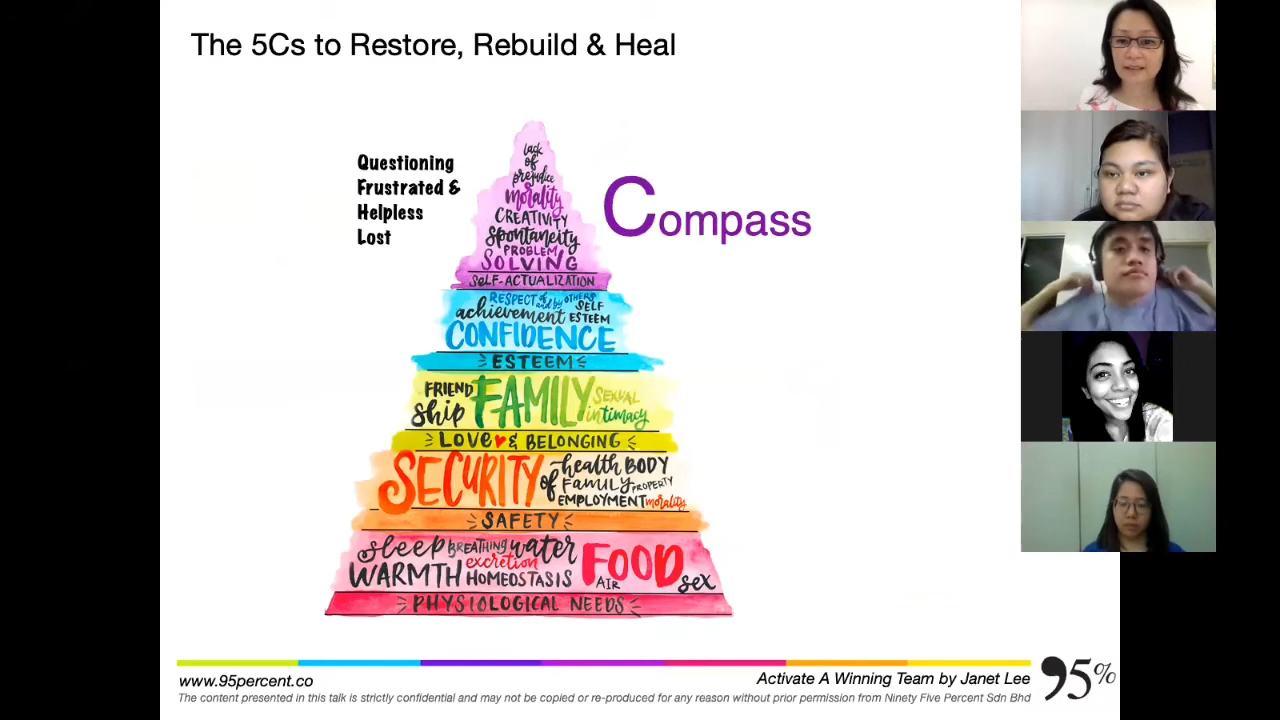 The 5Cs to Restore, Rebuild & Heal
Questioning
Frustrated &
Helpless
Lost
Compass
lack
of
prejudice
morality
CREATIVITY
spontaneity
PROBLEM
SOLVING
SELF-ACTUALIZATION
RESPECT of and by OTHERS SELF
achievement ESTEEM
CONFIDENCE
ESTEEM
FRIEND FAMILY SEXUAL
ship intimacy
LOVE & BELONGING
SECURITY health BODY
of FAMILY PROPERTY
EMPLOYMENT morality
SAFETY
sleep BREATHING water FOOD
excretion
WARMTH HOMEOSTASIS AIR sex
PHYSIOLOGICAL NEEDS
www.95percent.co
Activate A Winning Team by Janet Lee
95%
The content presented in this talk is strictly confidential and may not be copied or re-produced for any reason without prior permission from Ninety Five Percent Sdn Bhd